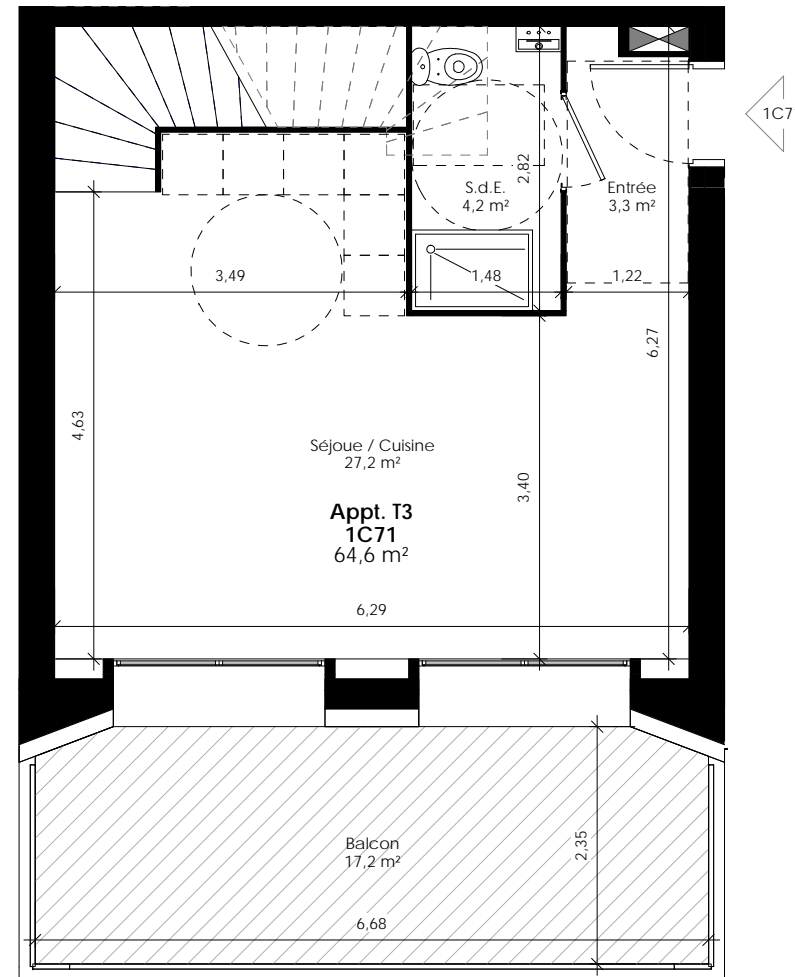 1C7
2,82
S.d.E.
4,2 m²
Entrée
3,3 m²
3,49
1,48
1,22
6,27
4,63
Séjoue / Cuisine
27,2 m²
3,40
Appt. T3
1C71
64,6 m²
6,29
Balcon
17,2 m²
2,35
6,68